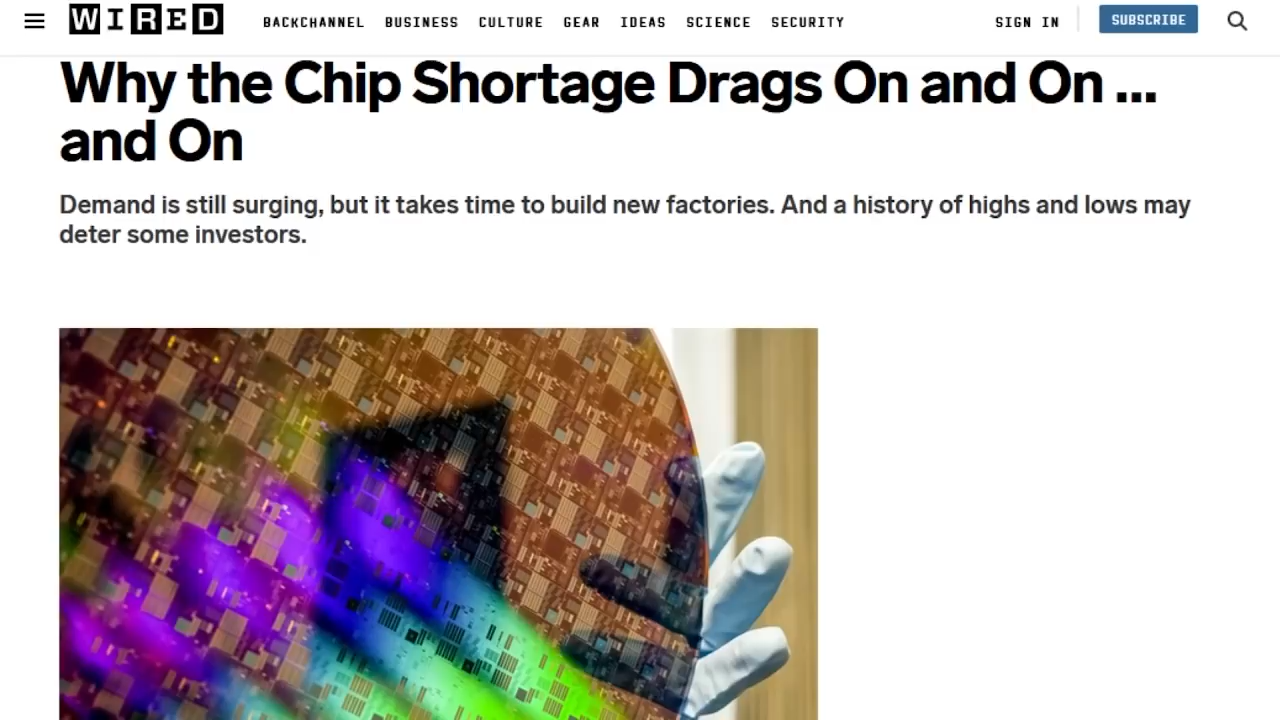 WIRED BACKCHANNEL BUSINESS CULTURE GEAR IDEAS SCIENCE SECURITY SIGN IN SUBSCRIBE
Why the Chip Shortage Drags On and On ...
and On
Demand is still surging, but it takes time to build new factories. And a history of highs and lows may
deter some investors.